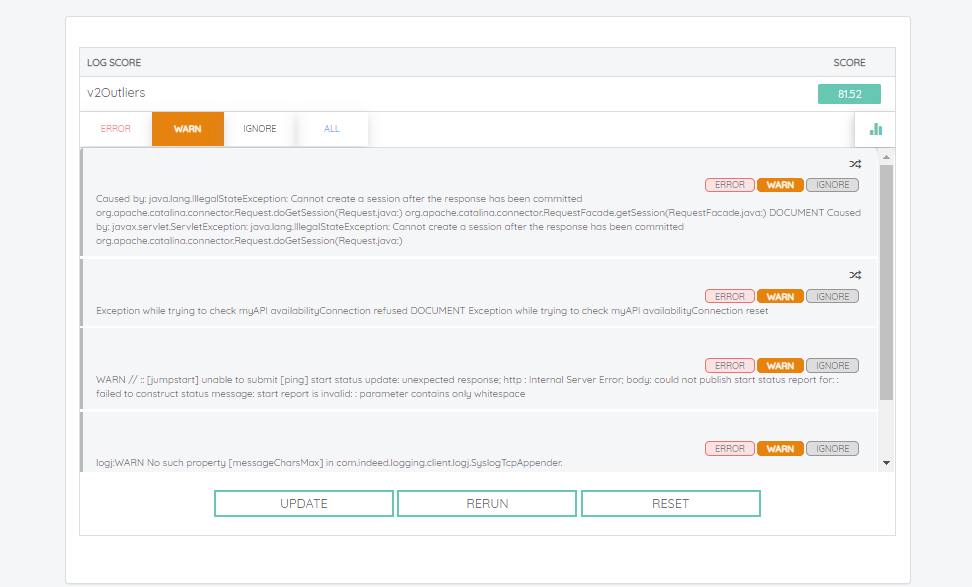 LOG SCORE SCORE
v2Outliers 81.52
ERROR WARN IGNORE ALL
ERROR WARN IGNORE
Caused by: java.lang.IllegalStateException: Cannot create a session after the response has been committed
org.apache.catalina.connector.Request.doGetSession(Request.java:) org.apache.catalina.connector.RequestFacade.getSession(RequestFacade.java:) DOCUMENT Caused
by: javax.servlet.ServletException: java.lang.IllegalStateException: Cannot create a session after the response has been committed
org.apache.catalina.connector.Request.doGetSession(Request.java:)
ERROR WARN IGNORE
Exception while trying to check myAPI availabilityConnection refused DOCUMENT Exception while trying to check myAPI availabilityConnection reset
ERROR WARN IGNORE
WARN // :: [jumpstart] unable to submit [ping] start status update: unexpected response; http : Internal Server Error; body: could not publish start status report for: :
failed to construct status message: start report is invalid: : parameter contains only whitespace
ERROR WARN IGNORE
logj:WARN No such property [messageCharsMax] in com.indeed.logging.client.logj.SyslogTcpAppender.
UPDATE RERUN RESET